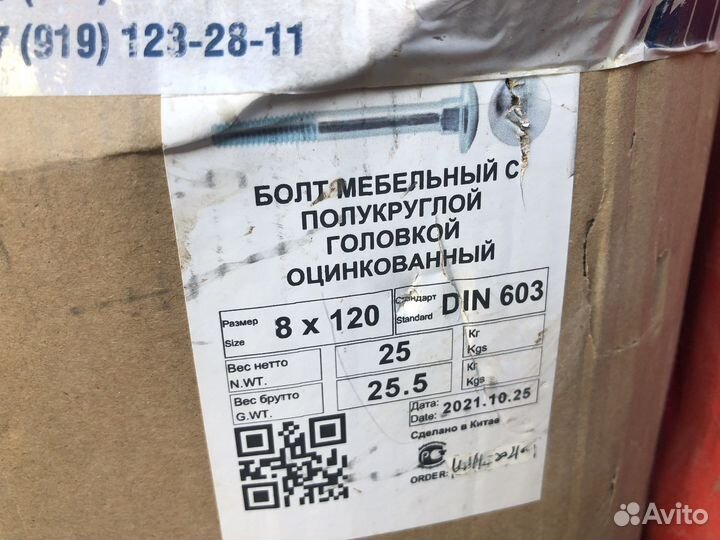 7 (919) 123-28-11
БОЛТ МЕБЕЛЬНЫЙ С
ПОЛУКРУГЛОЙ
ГОЛОВКОЙ
ОЦИНКОВАННЫЙ
Размер
Size
8 x 120
Стандарт
Standard
DIN 603
Вес нетто
N.WT.
25
Кг
Kgs
Вес брутто
G.WT.
25.5
Кг
Kgs
Дата:
Date:
2021.10.25
Сделано в Китае
РСТ
ORDER:
Avito